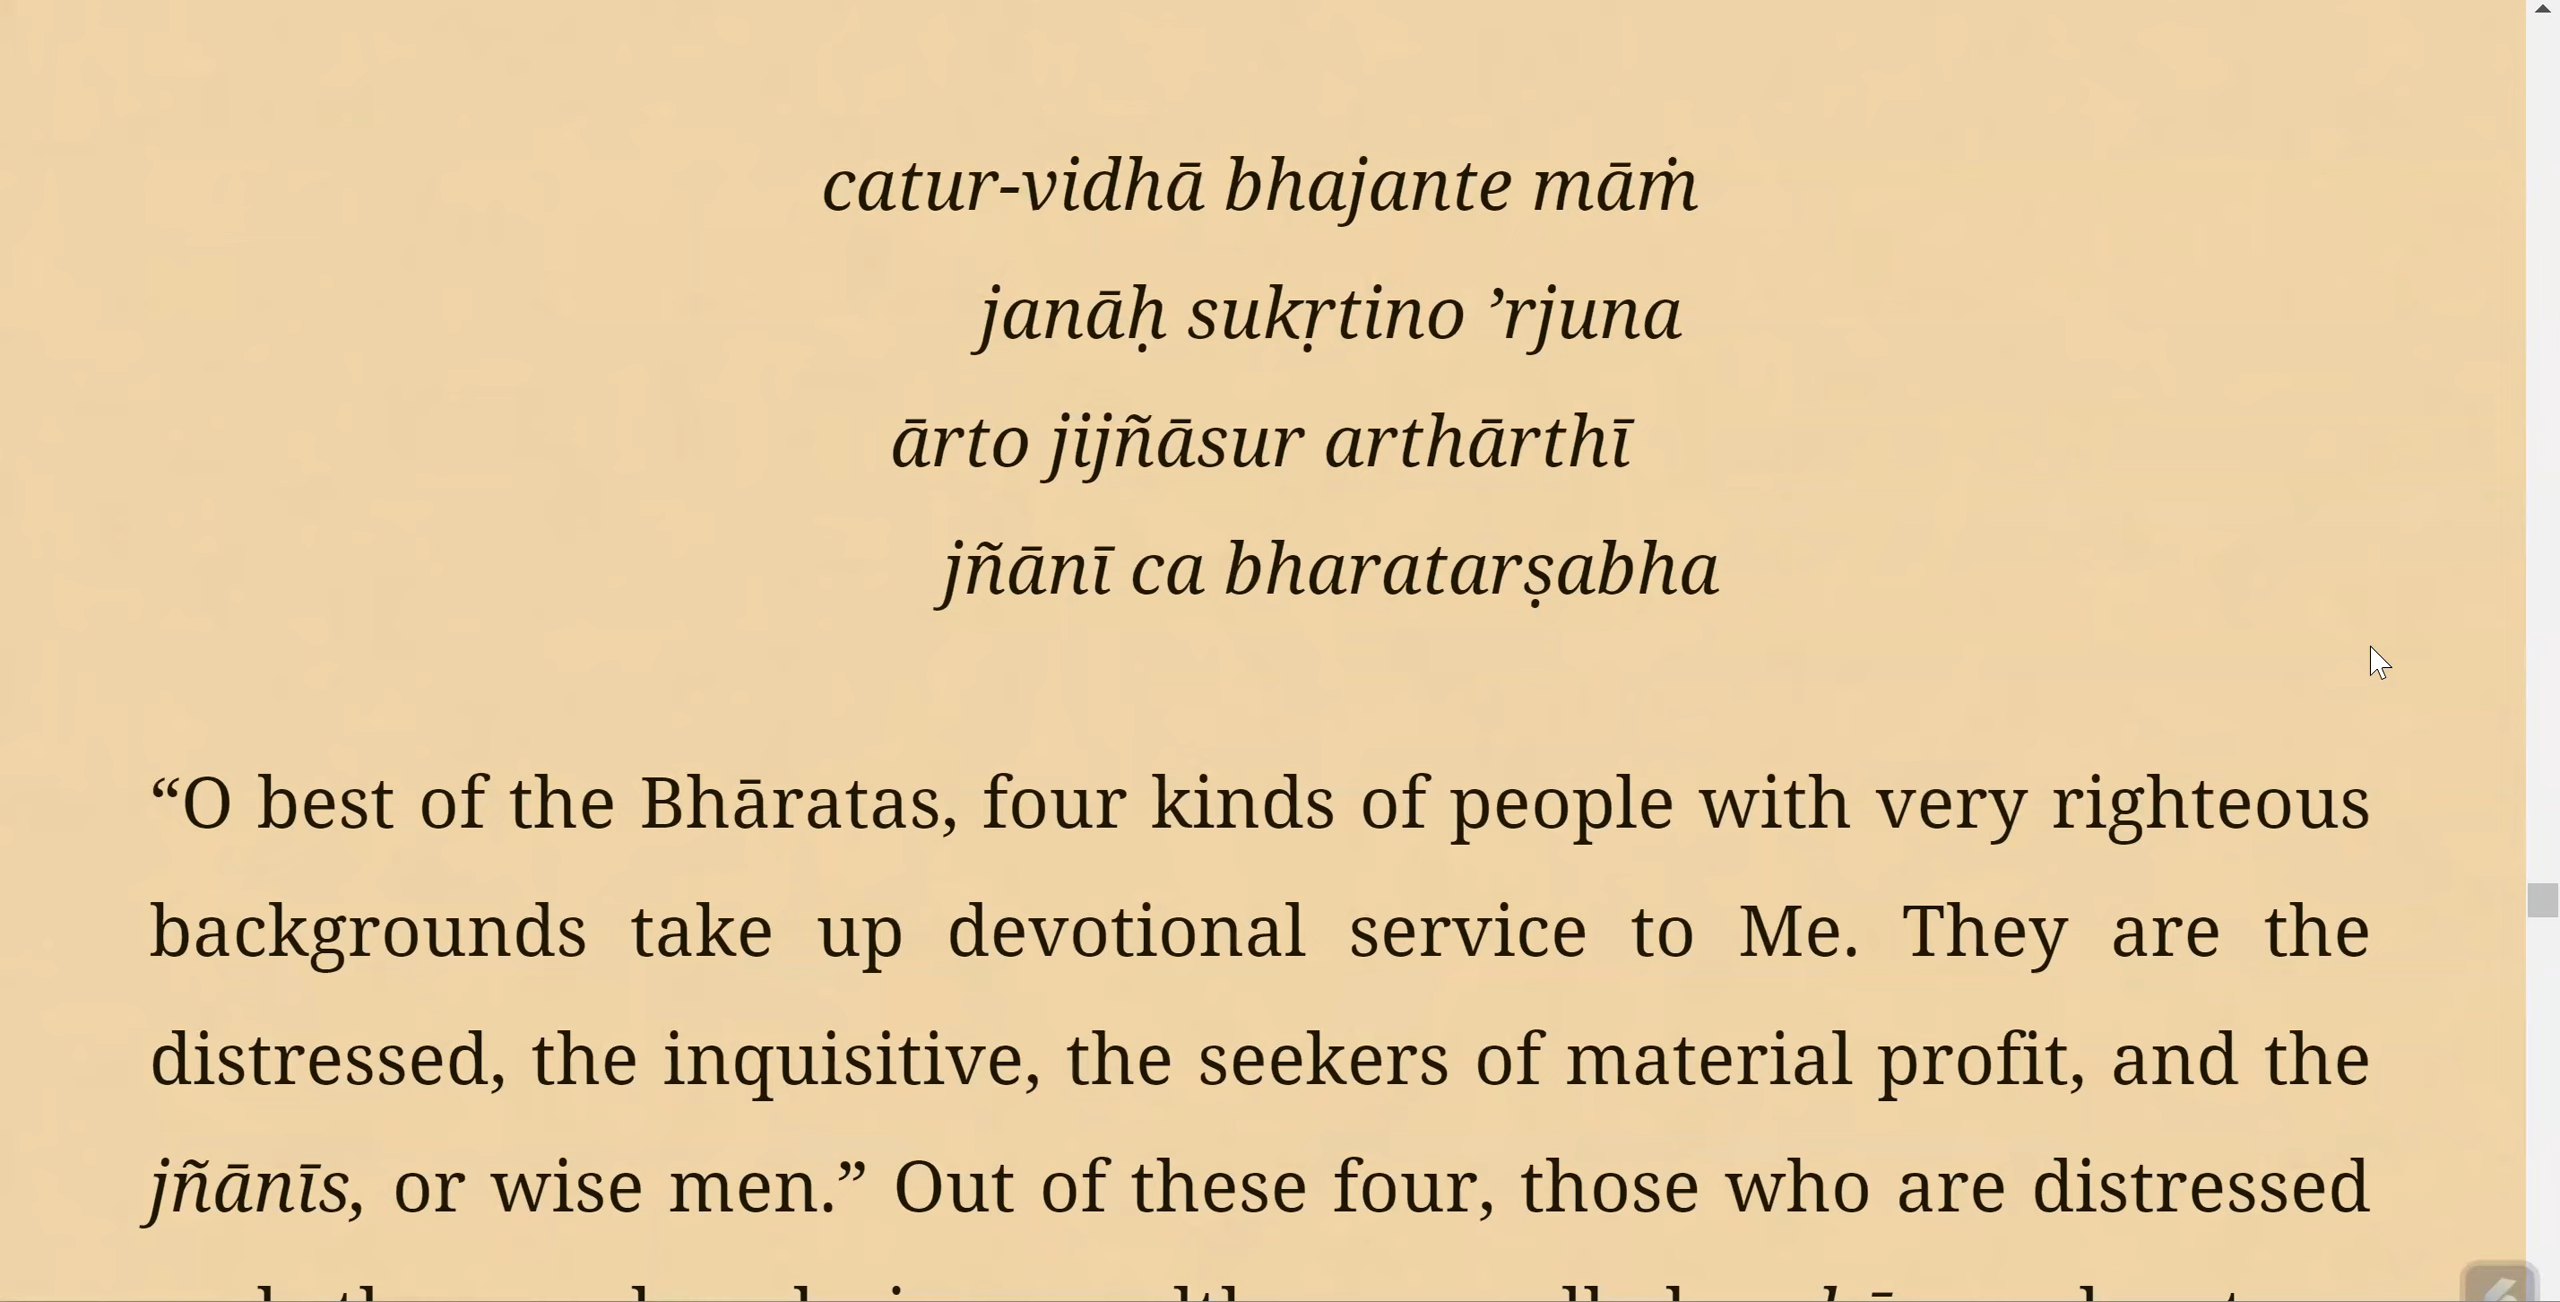 catur-vidhā bhajante māṁ
janāḥ sukṛtino ’rjuna
ārto jijñāsur arthārthī
jñānī ca bharatarṣabha
“O best of the Bhāratas, four kinds of people with very righteous
backgrounds take up devotional service to Me. They are the
distressed, the inquisitive, the seekers of material profit, and the
jñānīs, or wise men.” Out of these four, those who are distressed